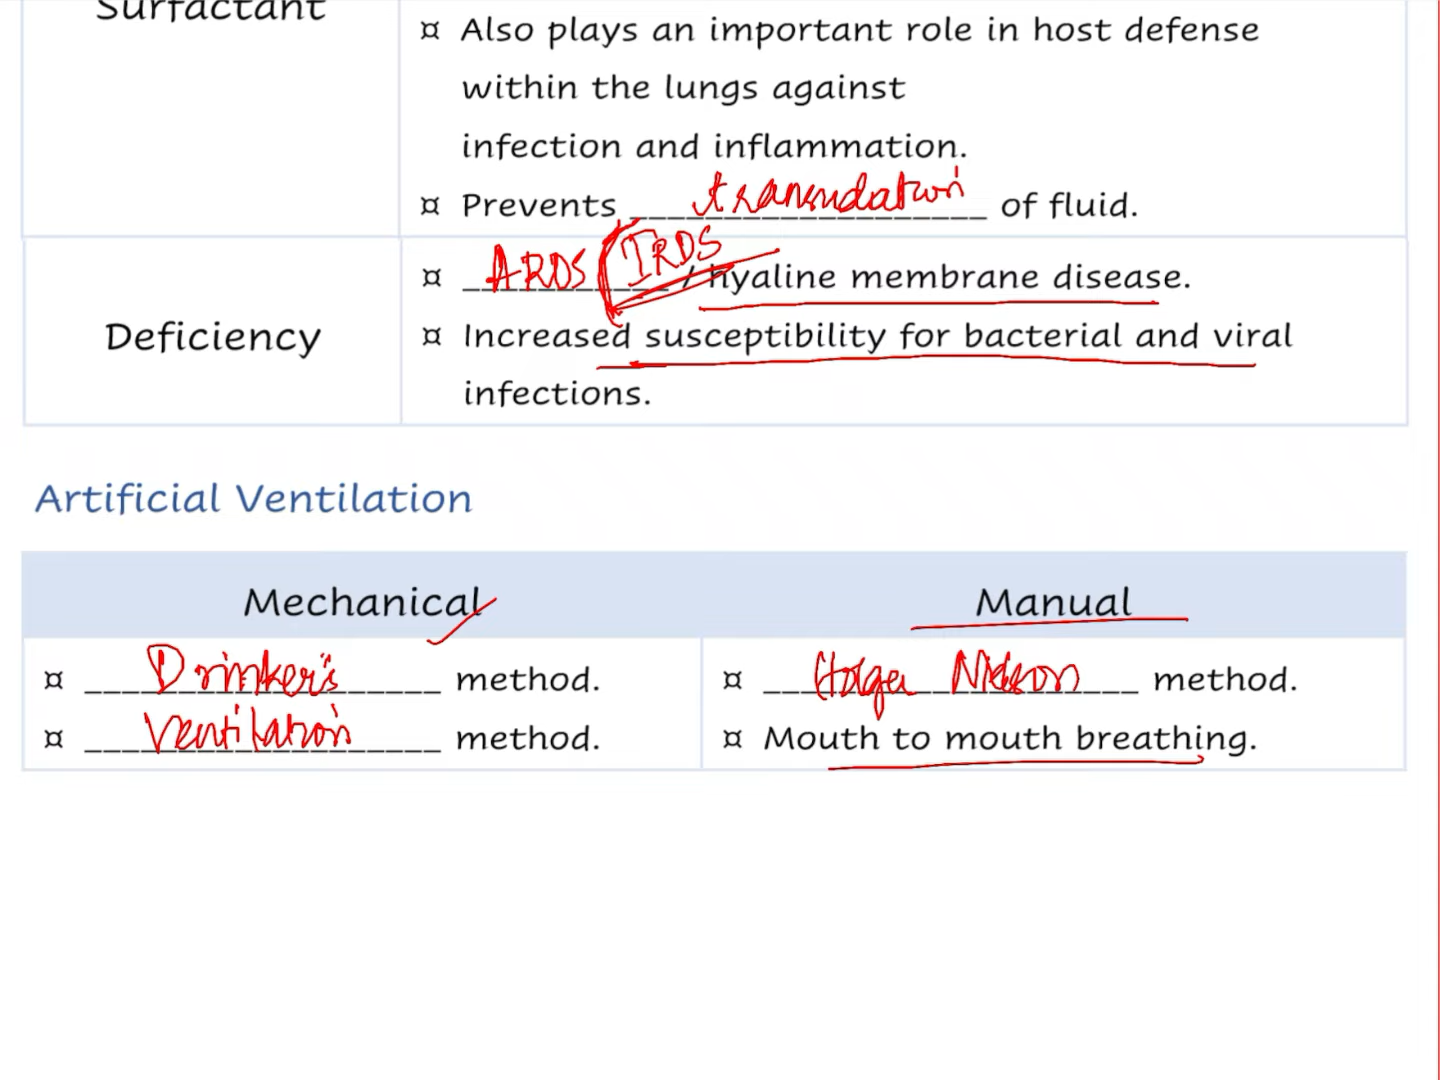 Surfactant
¤ Also plays an important role in host defense
within the lungs against
infection and inflammation.
¤ Prevents transudation of fluid.
¤ ARDS (IRDS / hyaline membrane disease.
Deficiency
¤ Increased susceptibility for bacterial and viral
infections.
Artificial Ventilation
Mechanical
Manual
¤ Drinker's method.
¤ Ventilation method.
¤ Holger Nielson method.
¤ Mouth to mouth breathing.